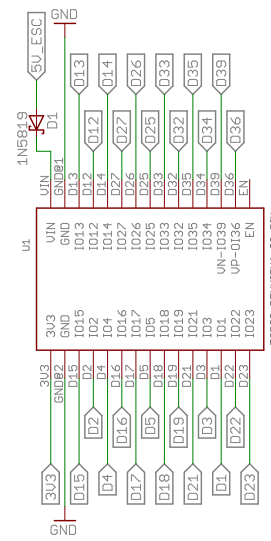 GND
5V_ESC
D13
D14
D26
D33
D35
D39
D12
D27
D25
D32
D34
D36
1N5819
D1
VIN
GND@1
D13
D12
D14
D27
D26
D25
D33
D32
D35
D34
D39
D36
EN
U1
VIN
GND
IO13
IO12
IO14
IO27
IO26
IO25
IO33
IO32
IO35
IO34
VN-IO39
VP-OI36
EN
3V3
GND
IO15
IO2
IO4
IO16
IO17
IO5
IO18
IO19
IO21
IO3
IO1
IO22
IO23
3V3
GND@2
D15
D2
D4
D16
D17
D5
D18
D19
D21
D3
D1
D22
D23
D2
D16
D5
D19
D3
D22
3V3
D15
D4
D17
D18
D21
D1
D23
GND